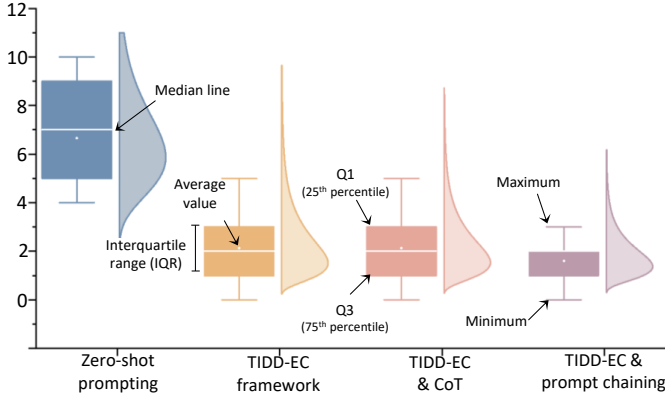 12
10
8
6
4
2
0
Median line
Average
value
Interquartile
range (IQR)
Q1
(25th percentile)
Q3
(75th percentile)
Maximum
Minimum
Zero-shot
prompting
TIDD-EC
framework
TIDD-EC
& CoT
TIDD-EC &
prompt chaining